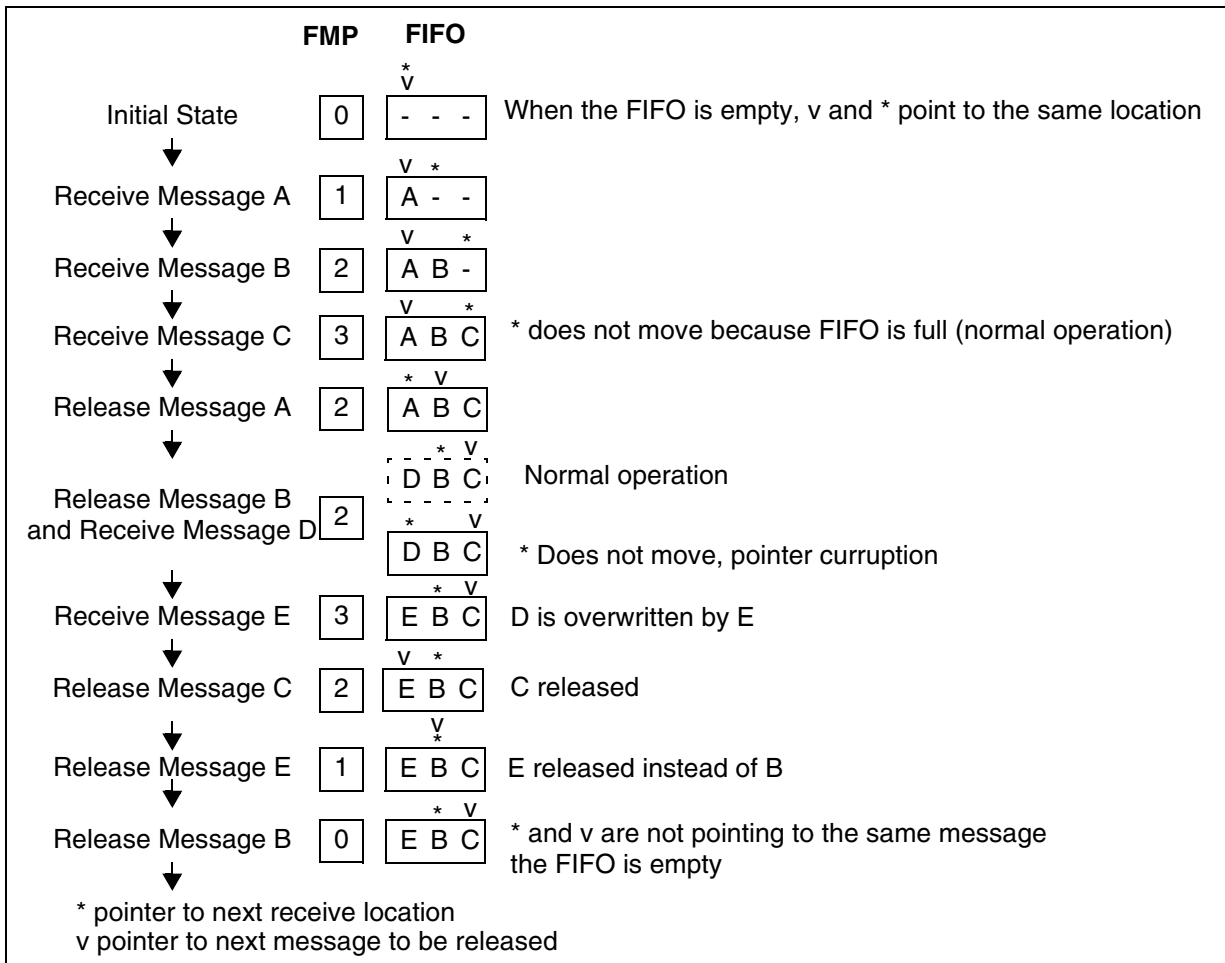 FMP FIFO
*
v
Initial State 0 - - - When the FIFO is empty, v and * point to the same location
v *
Receive Message A 1 A - -
v *
Receive Message B 2 A B -
v *
Receive Message C 3 A B C * does not move because FIFO is full (normal operation)
* v
Release Message A 2 A B C
* v
D B C Normal operation
Release Message B
and Receive Message D 2
* v
D B C * Does not move, pointer curruption
* v
Receive Message E 3 E B C D is overwritten by E
v *
Release Message C 2 E B C C released
v
*
Release Message E 1 E B C E released instead of B
* v
Release Message B 0 E B C * and v are not pointing to the same message
the FIFO is empty
* pointer to next receive location
v pointer to next message to be released